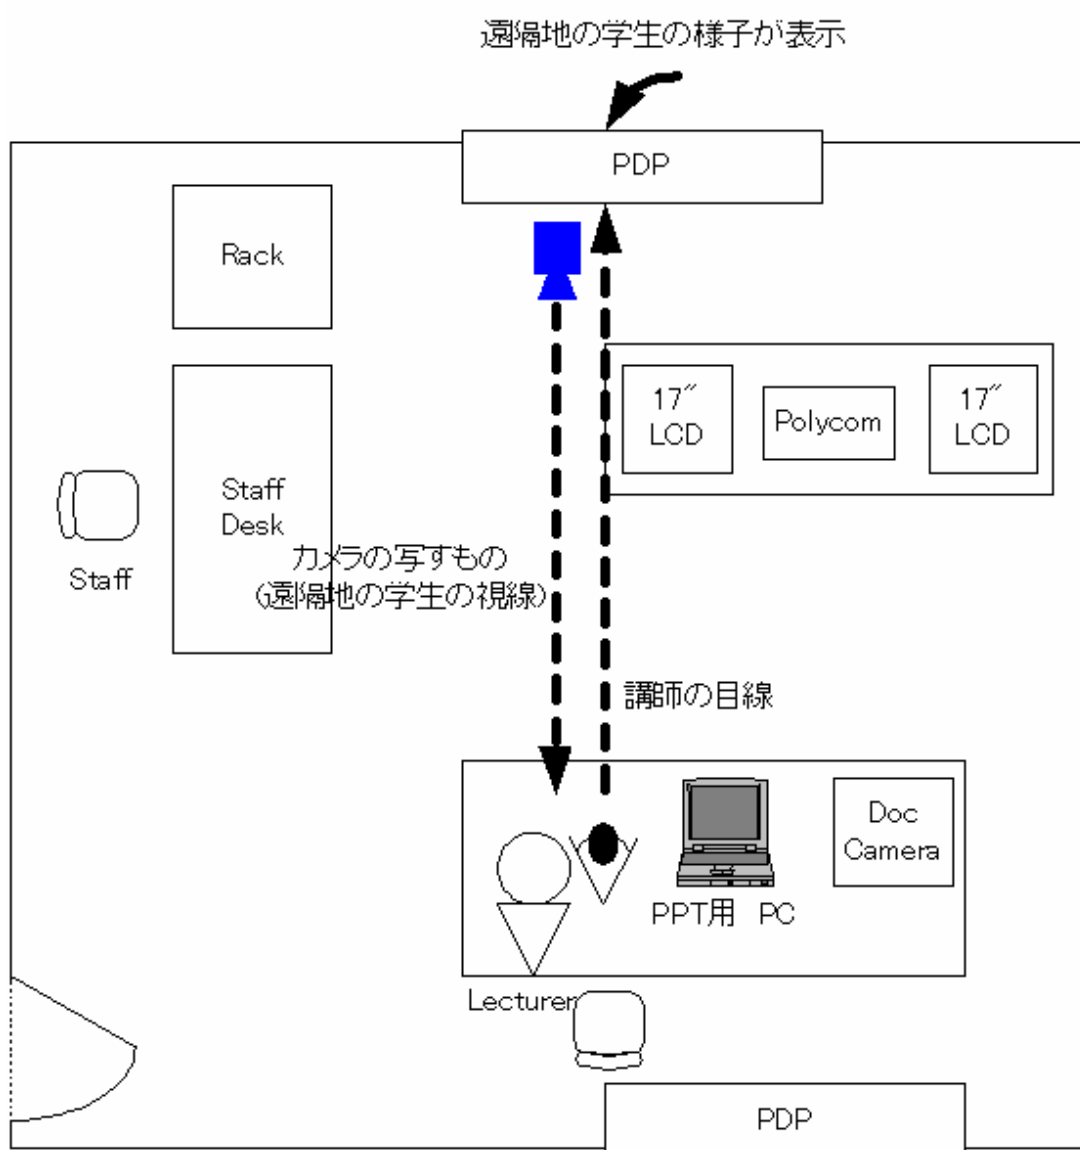 遠隔地の学生の様子が表示
PDP
Rack
17″
LCD
Polycom
17″
LCD
Staff
Desk
Staff
カメラの写すもの
(遠隔地の学生の視線)
講師の目線
Doc
Camera
PPT用 PC
Lecturer
PDP